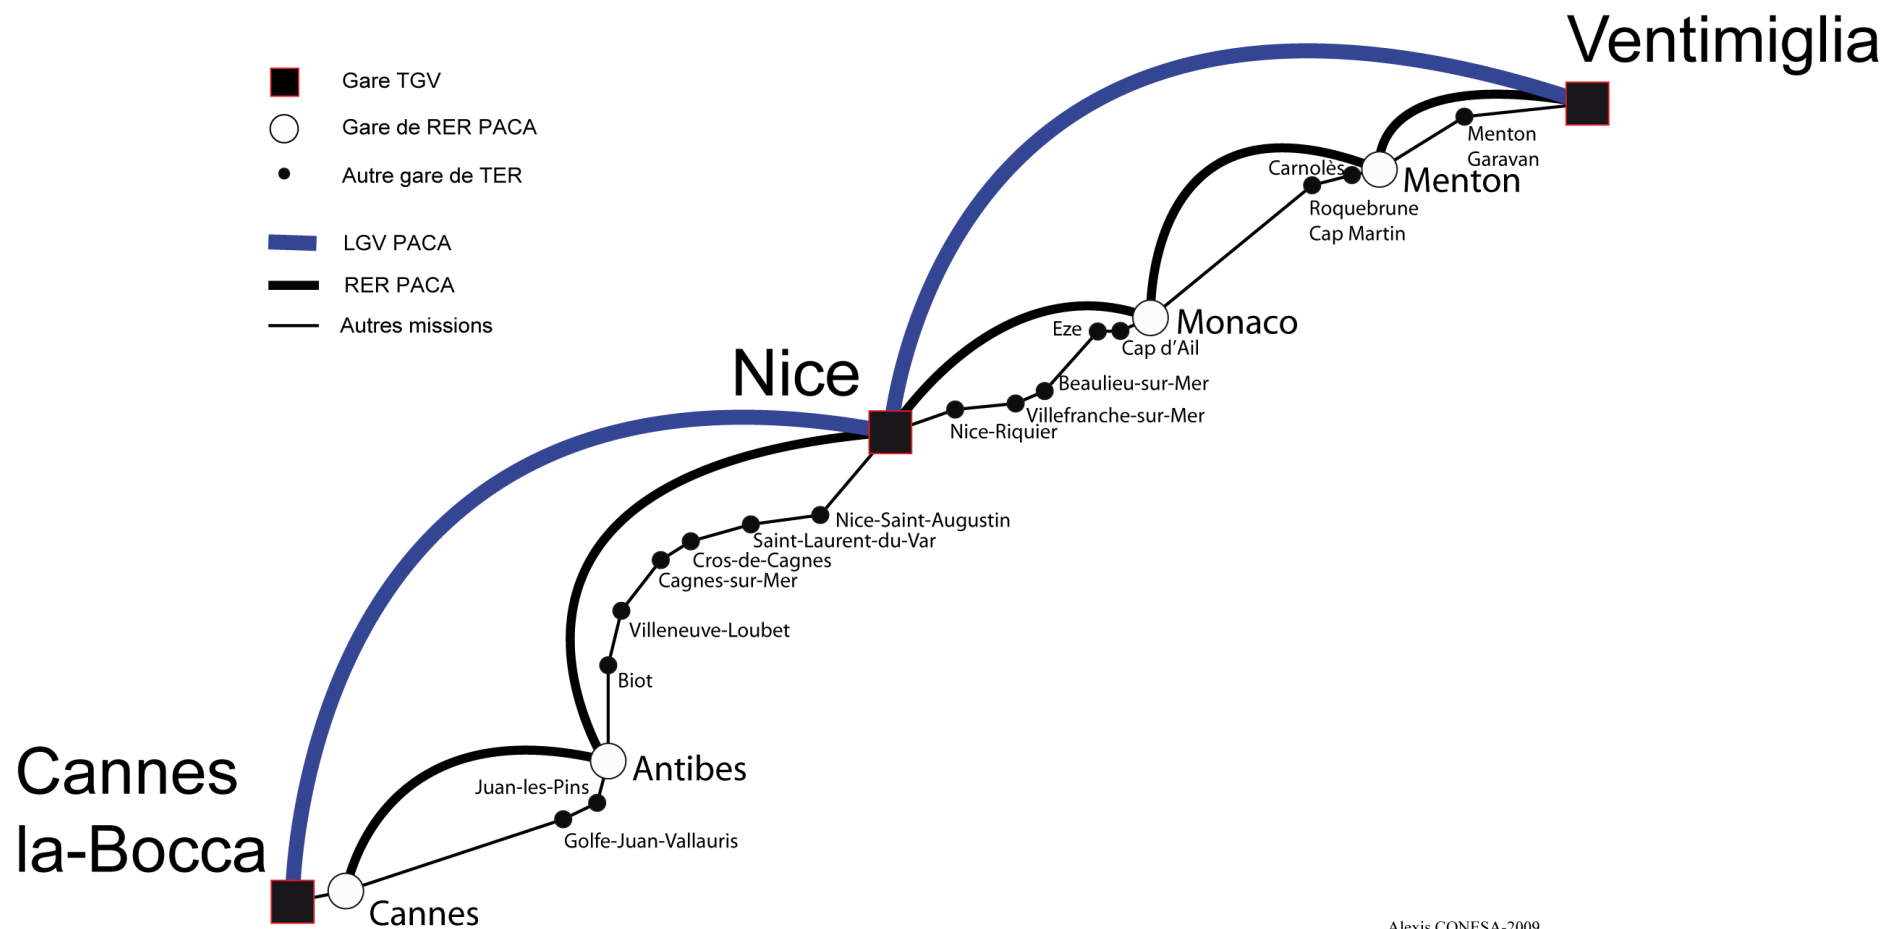 Ventimiglia
Gare TGV
Gare de RER PACA
Autre gare de TER
LGV PACA
RER PACA
Autres missions
Menton
Garavan
Carnolès
Menton
Roquebrune
Cap Martin
Monaco
Eze
Cap d'Ail
Nice
Beaulieu-sur-Mer
Villefranche-sur-Mer
Nice-Riquier
Nice-Saint-Augustin
Saint-Laurent-du-Var
Cros-de-Cagnes
Cagnes-sur-Mer
Villeneuve-Loubet
Biot
Antibes
Juan-les-Pins
Golfe-Juan-Vallauris
Cannes
la-Bocca
Cannes
Alexis CONESA-2009